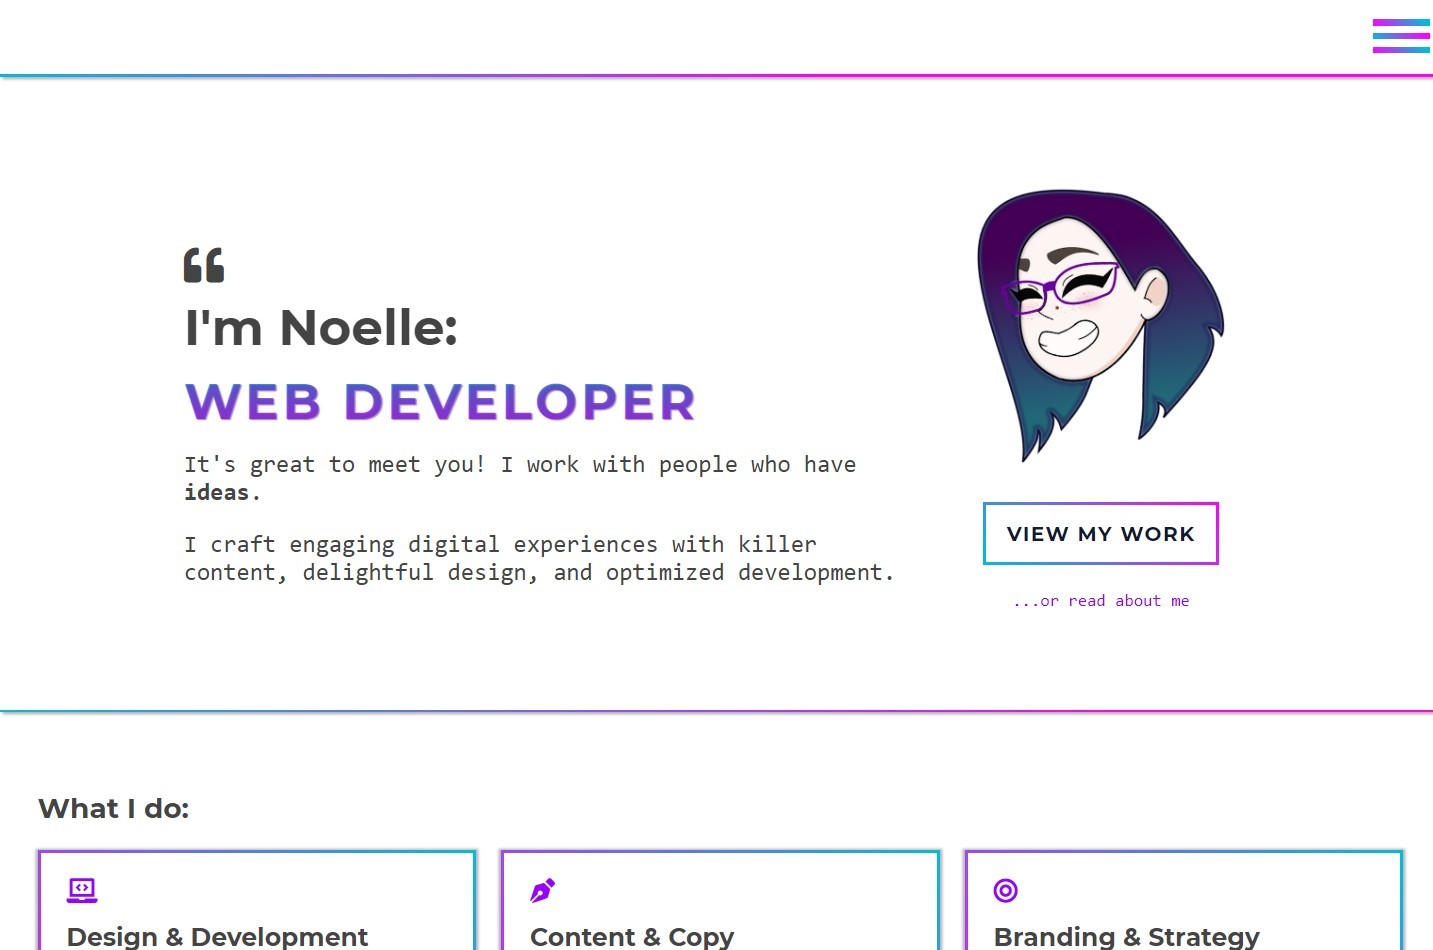 I'm Noelle:
WEB DEVELOPER
It's great to meet you! I work with people who have
ideas.
I craft engaging digital experiences with killer
content, delightful design, and optimized development.
VIEW MY WORK
...or read about me
What I do:
Design & Development
Content & Copy
Branding & Strategy